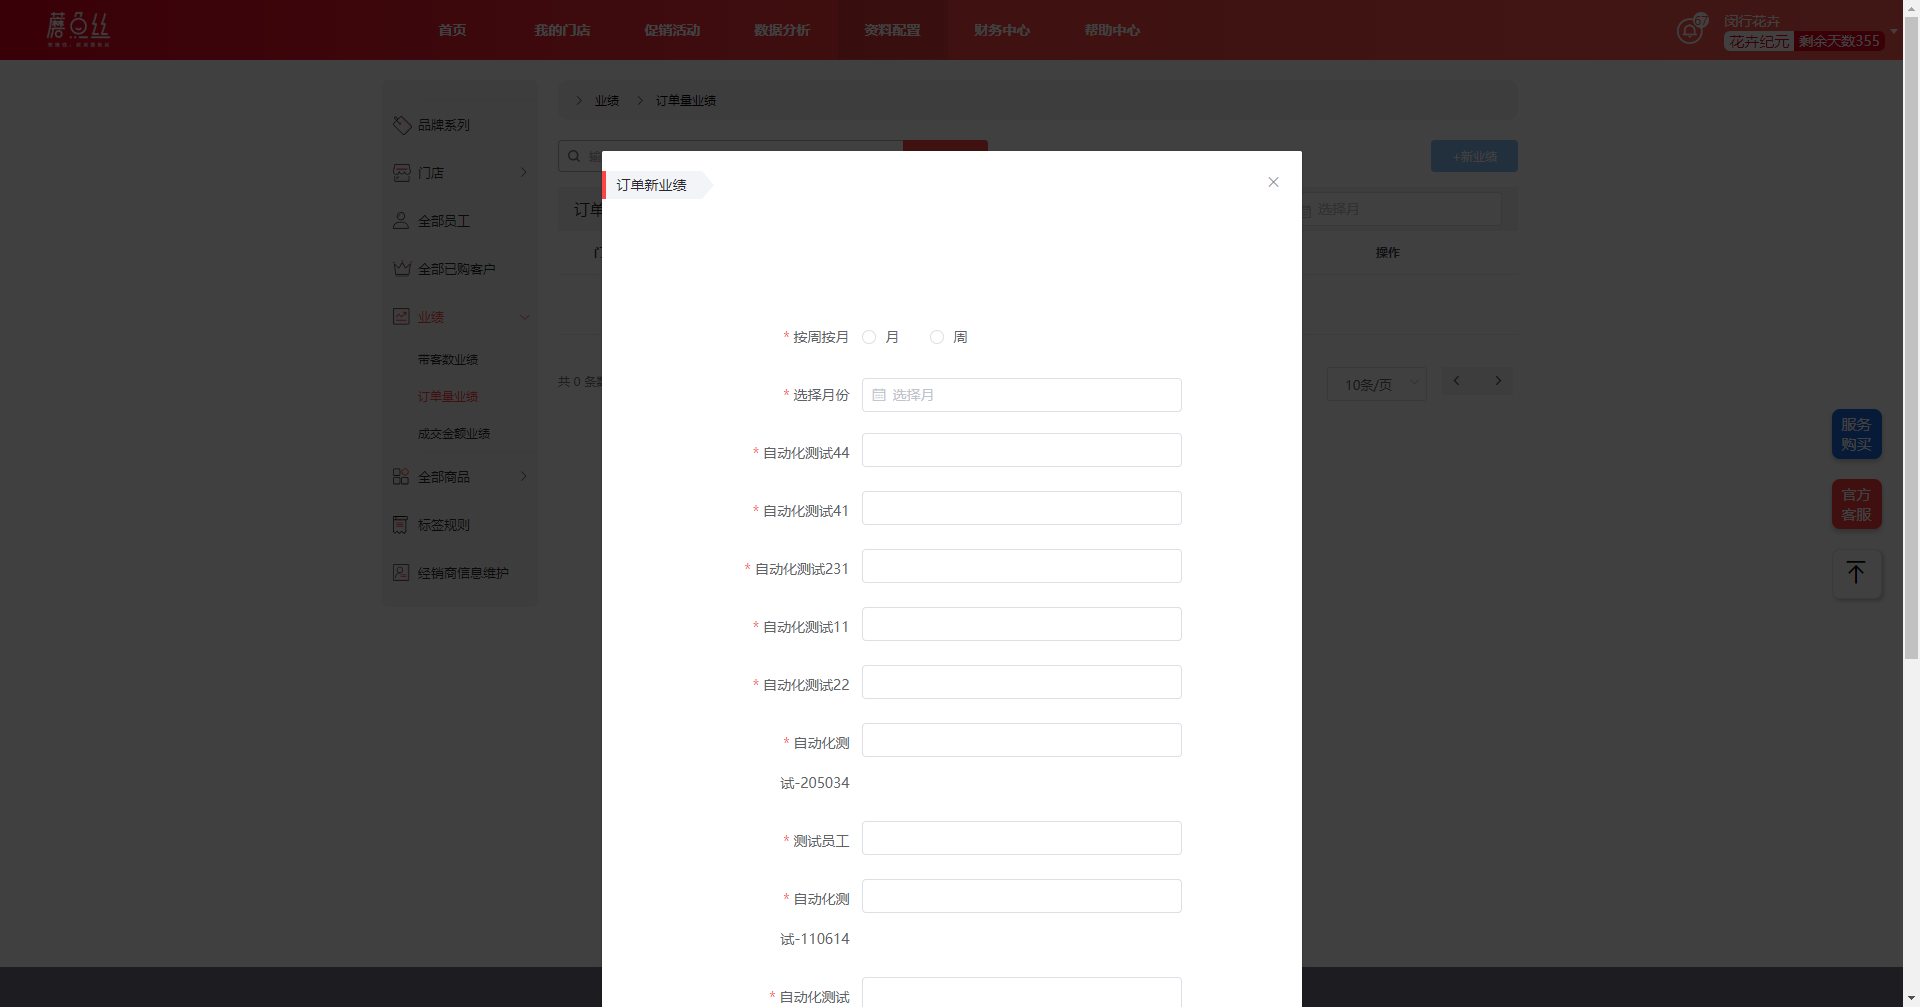 蘑豆丝
首页
我的门店
促销活动
数据分析
资料配置
财务中心
帮助中心
67
闵行花卉
花卉纪元 剩余天数355
品牌系列
门店
全部员工
全部已购客户
业绩
带客数业绩
订单量业绩
成交金额业绩
全部商品
标签规则
经销商信息维护
业绩
订单量业绩
+新业绩
订单
选择月
操作
共 0 条
10条/页
订单新业绩
* 按周按月
月
周
* 选择月份
选择月
* 自动化测试44
* 自动化测试41
* 自动化测试231
* 自动化测试11
* 自动化测试22
* 自动化测
试-205034
* 测试员工
* 自动化测
试-110614
* 自动化测试
服务
购买
官方
客服